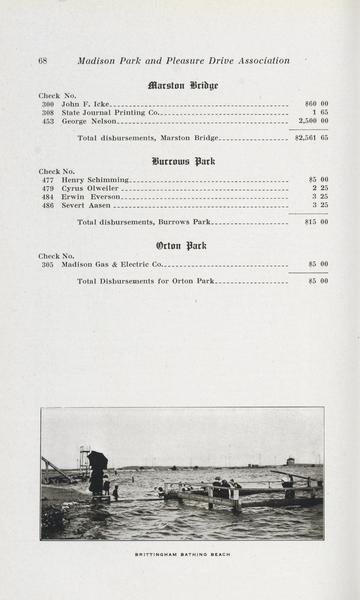 68 Madison Park and Pleasure Drive Association
Marston Bridge
Check No.
300 John F. Icke $60 00
308 State Journal Printing Co. 1 65
453 George Nelson 2,500 00
Total disbursements, Marston Bridge $2,561 65
Burrows Park
Check No.
477 Henry Schimming $5 00
479 Cyrus Olweiler 2 25
484 Erwin Everson 3 25
486 Severt Aasen 3 25
Total disbursements, Burrows Park $15 00
Orton Park
Check No.
305 Madison Gas & Electric Co. $5 00
Total Disbursements for Orton Park $5 00
BRITTINGHAM BATHING BEACH